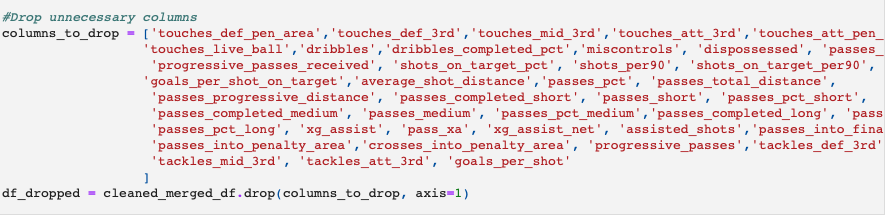 #Drop unnecessary columns
columns_to_drop = ['touches_def_pen_area','touches_def_3rd','touches_mid_3rd','touches_att_3rd','touches_att_pen_
'touches_live_ball','dribbles','dribbles_completed_pct','miscontrols', 'dispossessed', 'passes_
'progressive_passes_received', 'shots_on_target_pct', 'shots_per90', 'shots_on_target_per90',
'goals_per_shot_on_target','average_shot_distance','passes_pct', 'passes_total_distance',
'passes_progressive_distance', 'passes_completed_short', 'passes_short', 'passes_pct_short',
'passes_completed_medium', 'passes_medium', 'passes_pct_medium','passes_completed_long', 'pass
'passes_pct_long', 'xg_assist', 'pass_xa', 'xg_assist_net', 'assisted_shots','passes_into_fina
'passes_into_penalty_area','crosses_into_penalty_area', 'progressive_passes','tackles_def_3rd'
'tackles_mid_3rd', 'tackles_att_3rd', 'goals_per_shot'
]
df_dropped = cleaned_merged_df.drop(columns_to_drop, axis=1)